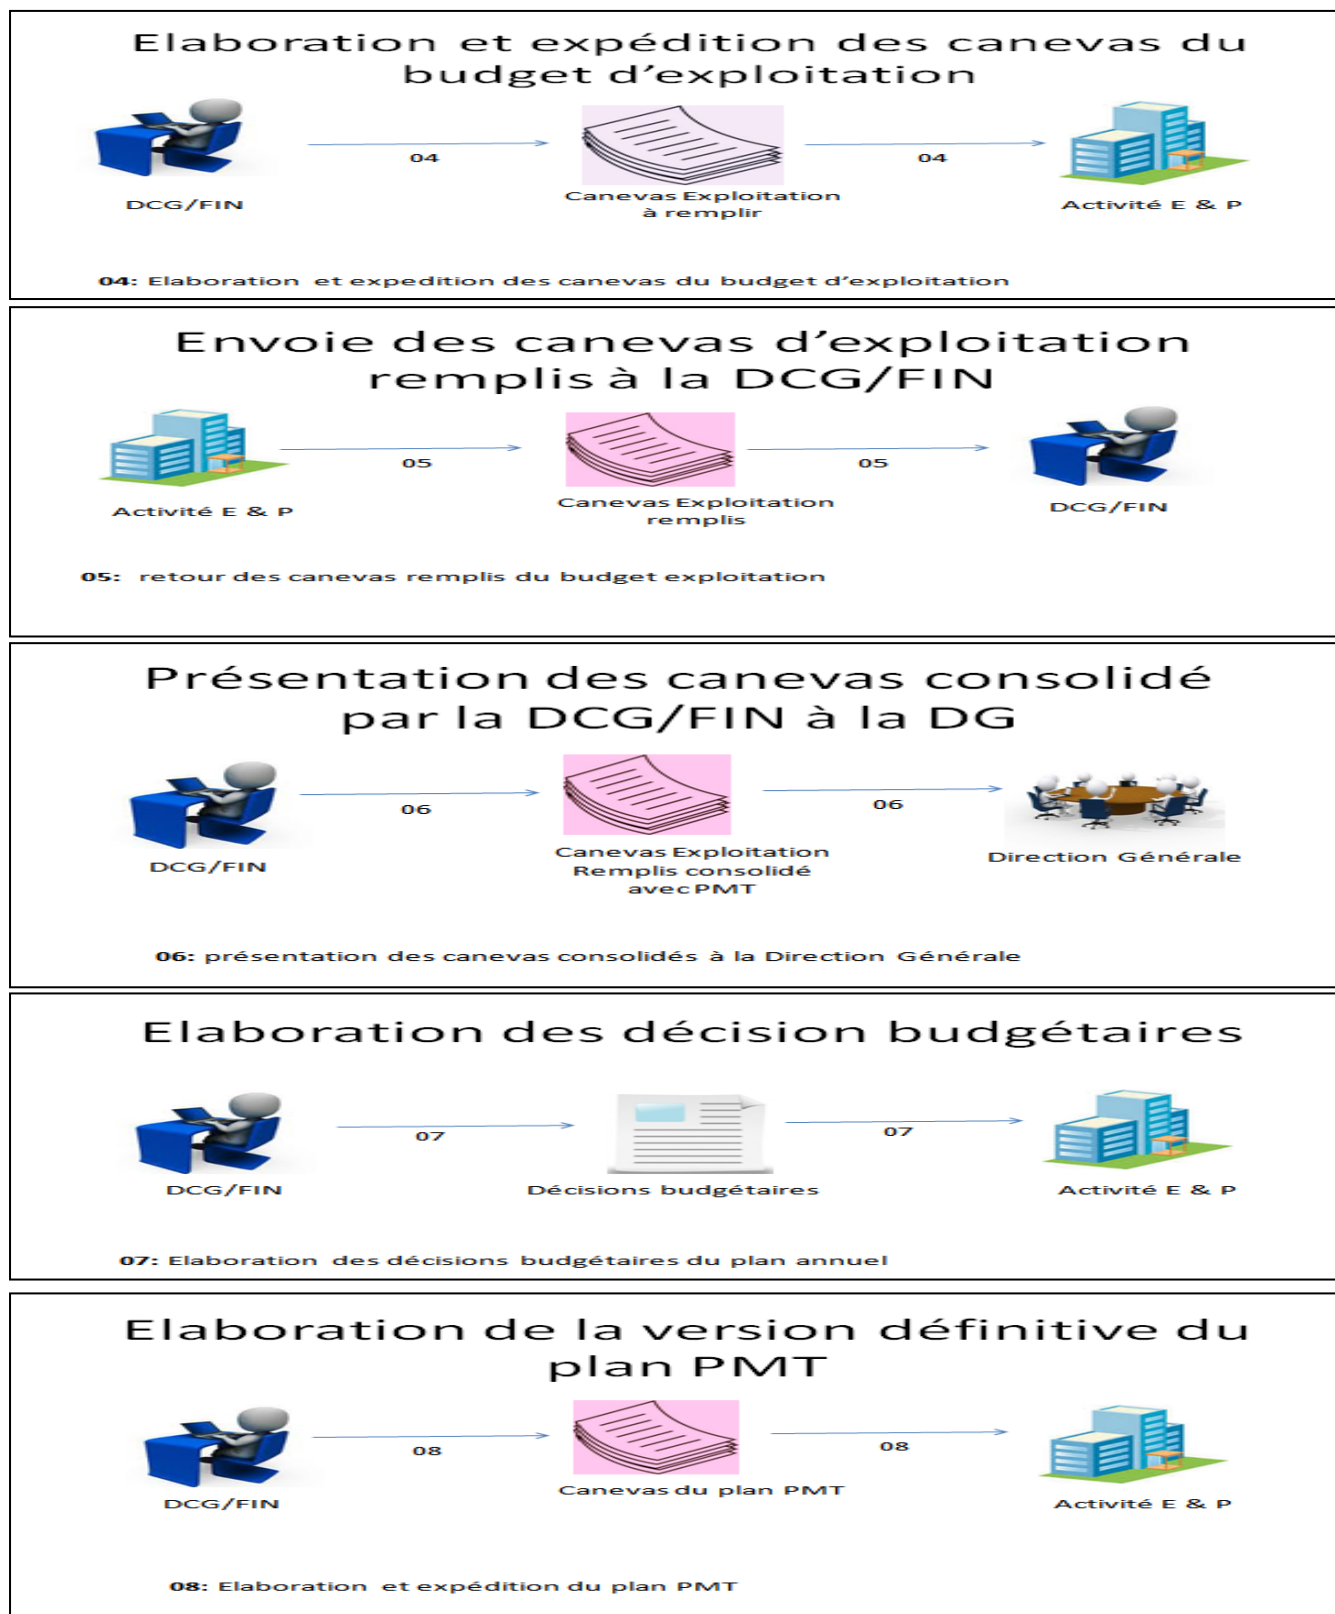 Elaboration et expédition des canevas du
budget d'exploitation
04
04
DCG/FIN
Canevas Exploitation
à remplir
Activité E & P
04: Elaboration et expedition des canevas du budget d'exploitation
Envoie des canevas d'exploitation
remplis à la DCG/FIN
05
05
Activité E & P
Canevas Exploitation
remplis
DCG/FIN
05: retour des canevas remplis du budget exploitation
Présentation des canevas consolidé
par la DCG/FIN à la DG
06
06
DCG/FIN
Canevas Exploitation
Remplis consolidé
avec PMT
Direction Générale
06: présentation des canevas consolidés à la Direction Générale
Elaboration des décision budgétaires
07
07
DCG/FIN
Décisions budgétaires
Activité E & P
07: Elaboration des décisions budgétaires du plan annuel
Elaboration de la version définitive du
plan PMT
08
08
DCG/FIN
Canevas du plan PMT
Activité E & P
08: Elaboration et expédition du plan PMT